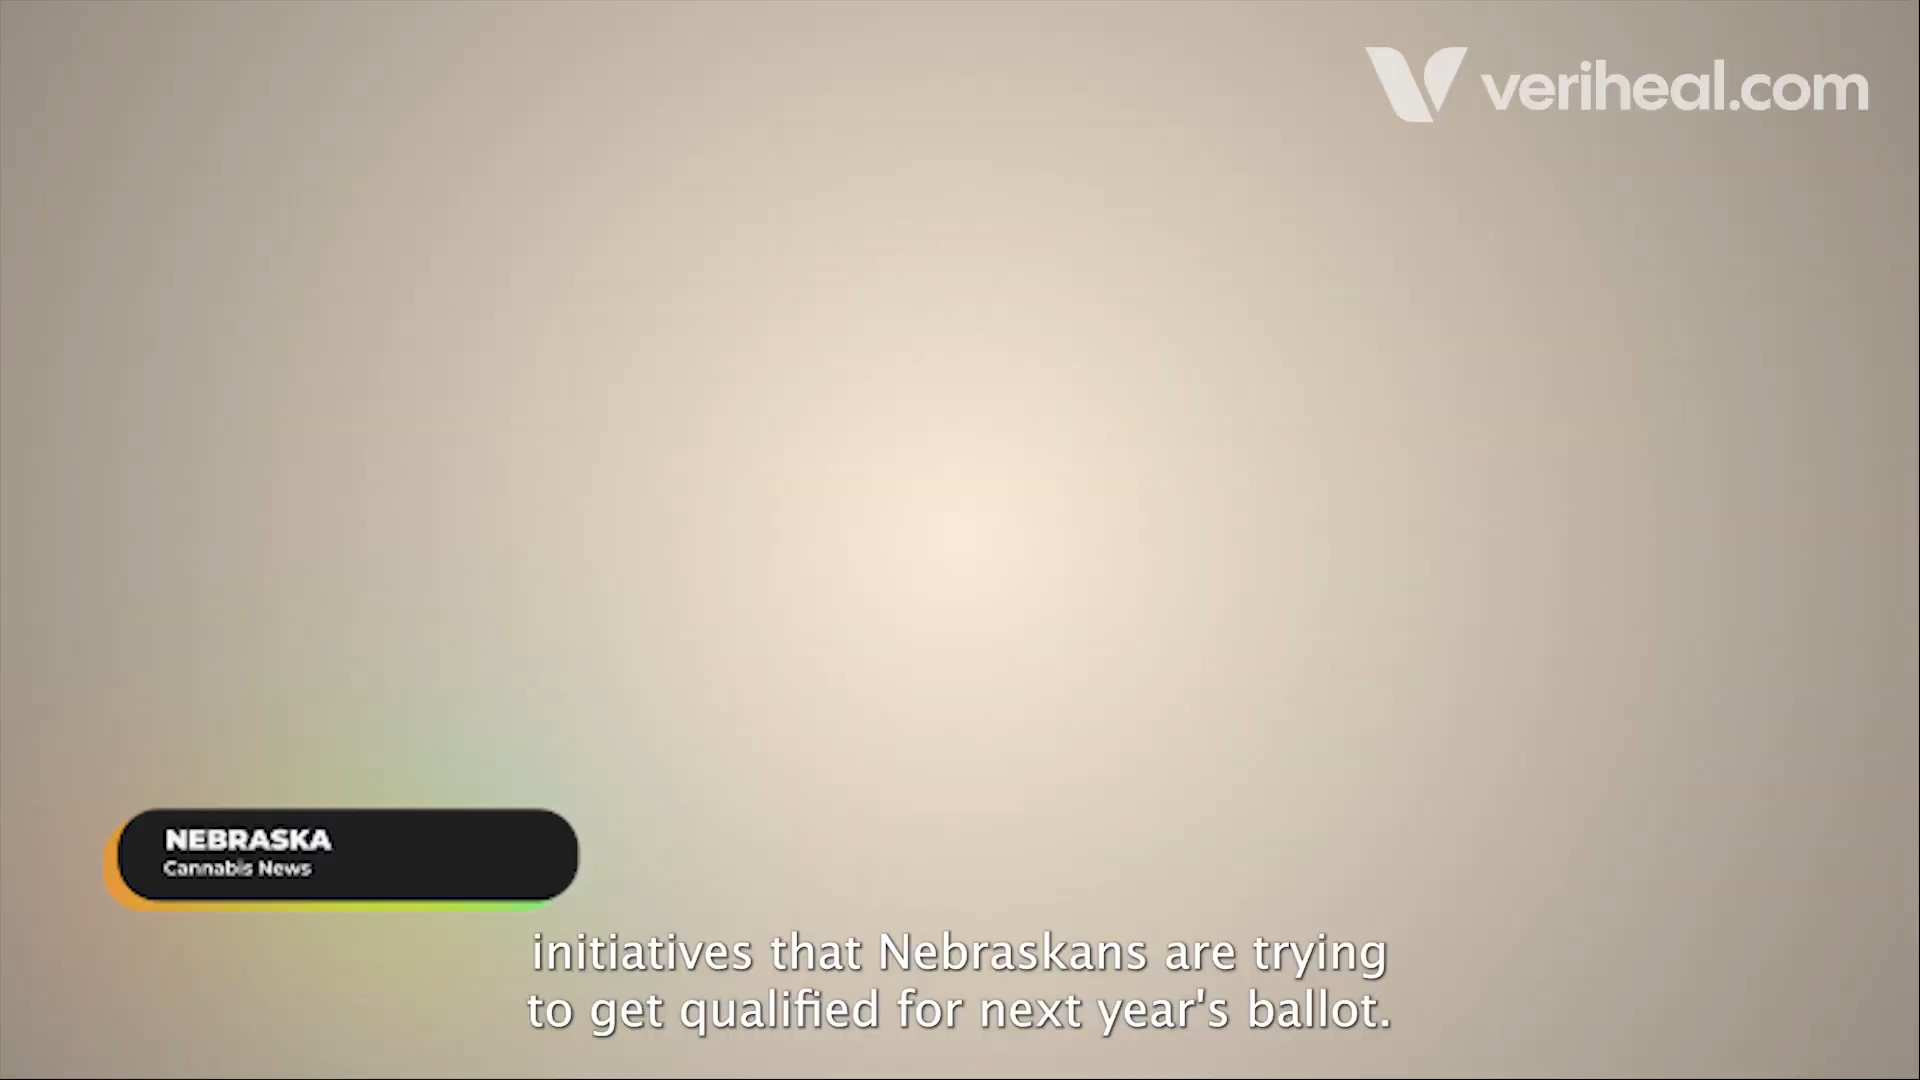 veriheal.com
NEBRASKA
Cannabis News
initiatives that Nebraskans are trying
to get qualified for next year's ballot.